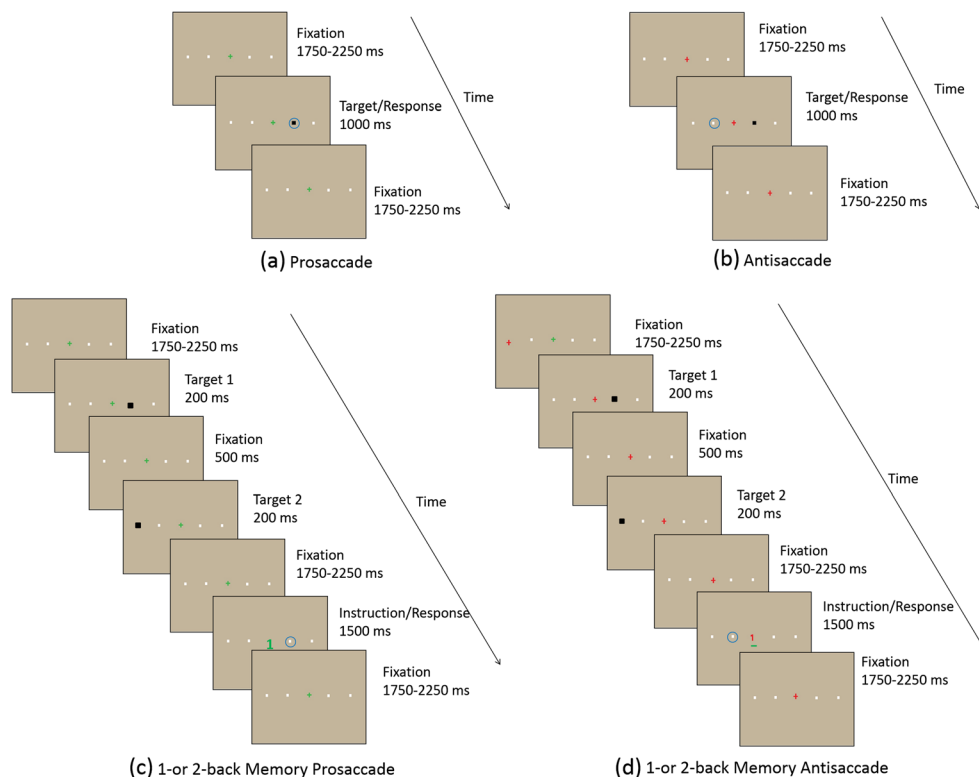 Fixation
1750-2250 ms
Time
Target/Response
1000 ms
Fixation
1750-2250 ms
(a) Prosaccade
Fixation
1750-2250 ms
Time
Target/Response
1000 ms
Fixation
1750-2250 ms
(b) Antisaccade
Fixation
1750-2250 ms
Target 1
200 ms
Fixation
500 ms
Time
Target 2
200 ms
Fixation
1750-2250 ms
Instruction/Response
1500 ms
1
Fixation
1750-2250 ms
(c) 1-or 2-back Memory Prosaccade
Fixation
1750-2250 ms
Target 1
200 ms
Fixation
500 ms
Time
Target 2
200 ms
Fixation
1750-2250 ms
Instruction/Response
1500 ms
1
Fixation
1750-2250 ms
(d) 1-or 2-back Memory Antisaccade